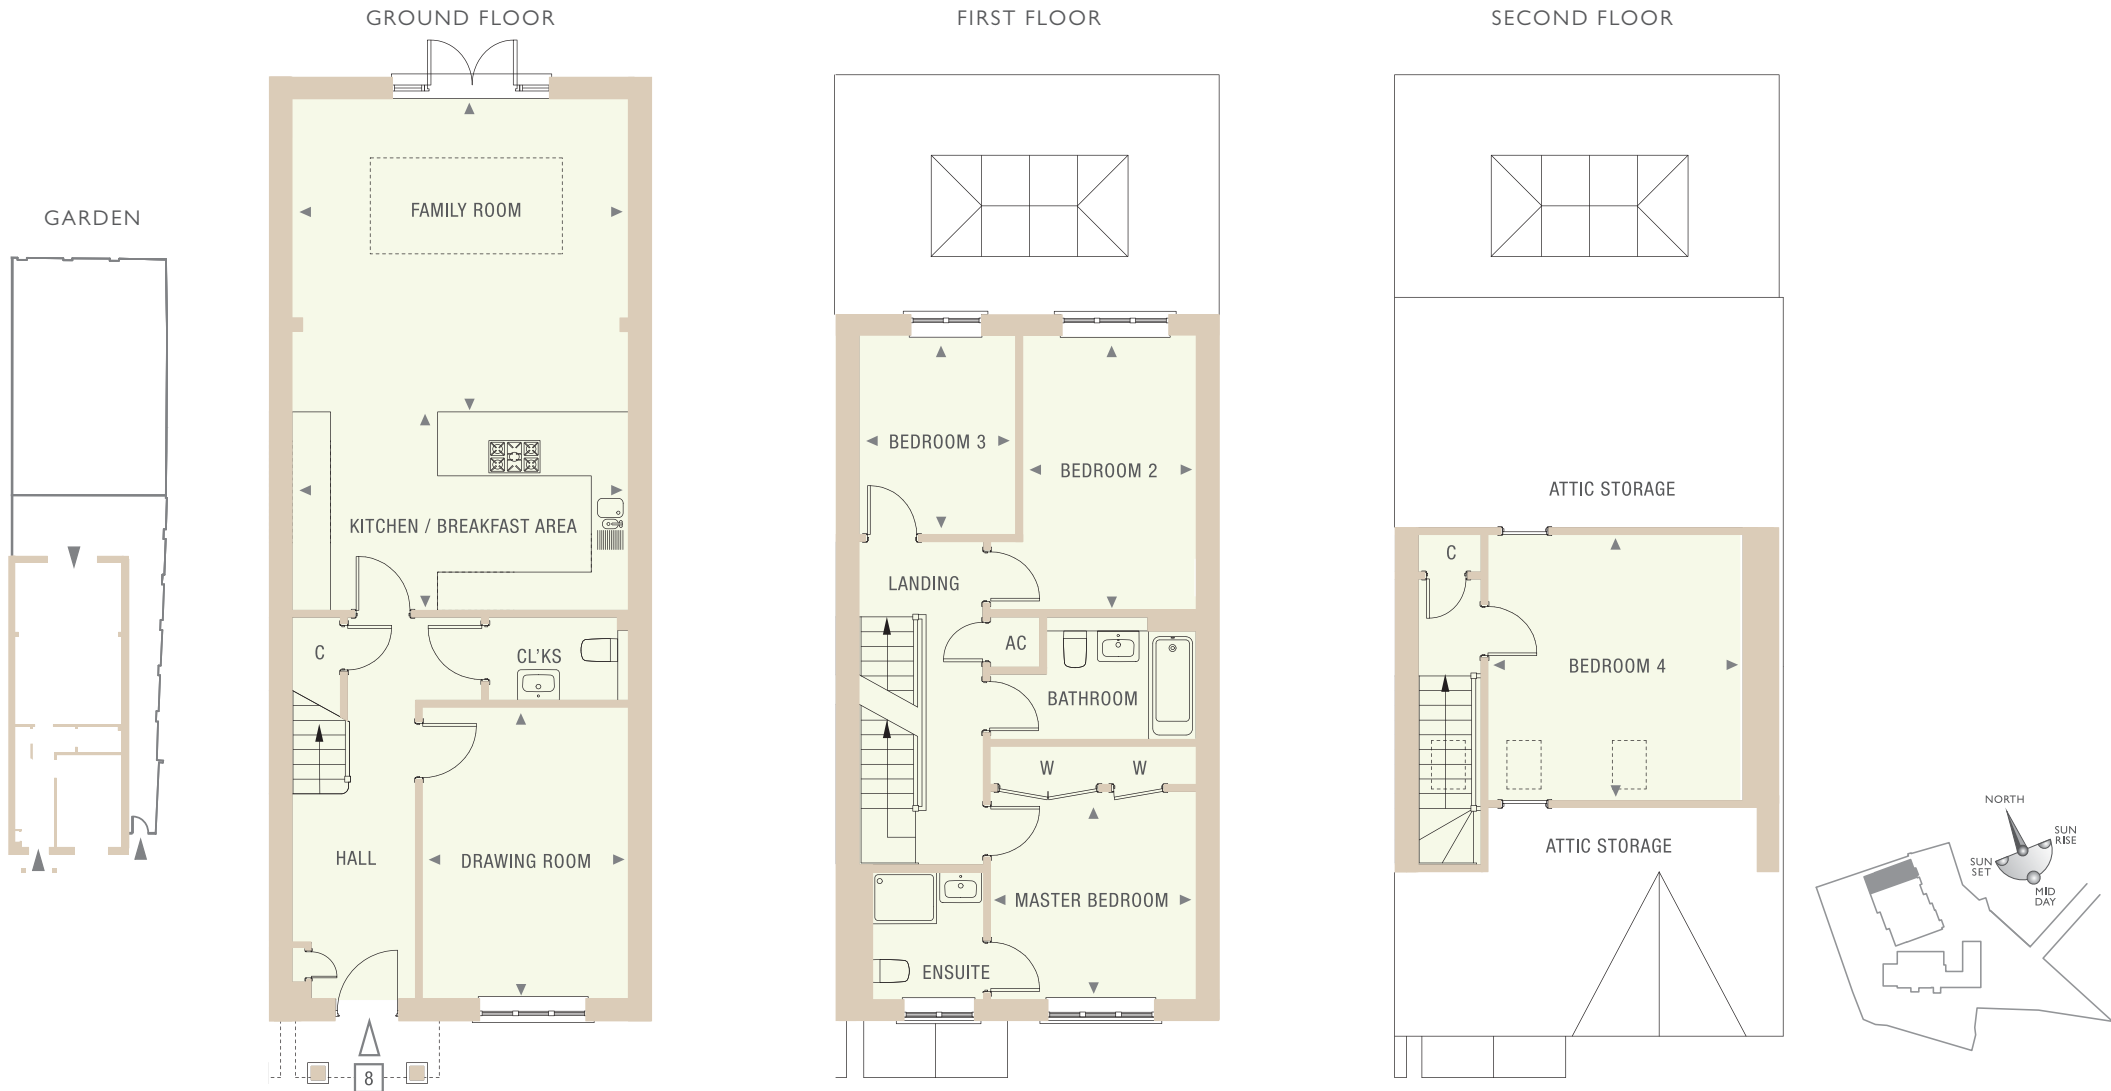 GROUND FLOOR
FIRST FLOOR
SECOND FLOOR
GARDEN
FAMILY ROOM
KITCHEN / BREAKFAST AREA
C
CL'KS
HALL
DRAWING ROOM
8
BEDROOM 3
BEDROOM 2
LANDING
AC
BATHROOM
W
W
MASTER BEDROOM
ENSUITE
ATTIC STORAGE
C
BEDROOM 4
ATTIC STORAGE
NORTH
SUN
RISE
SUN
SET
MID
DAY